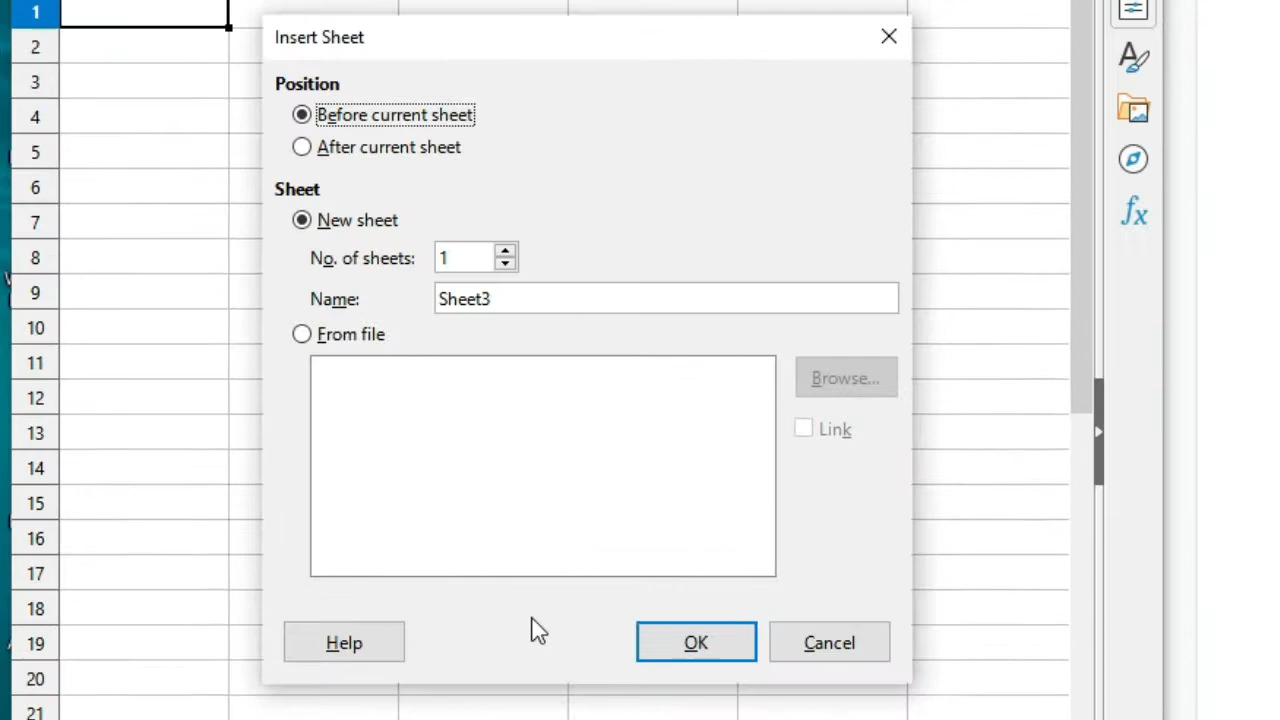 1
2
3
4
5
6
7
8
9
10
11
12
13
14
15
16
17
18
19
20
21
Insert Sheet
Position
Before current sheet
After current sheet
Sheet
New sheet
No. of sheets: 1
Name: Sheet3
From file
Browse...
Link
Help OK Cancel
A
fx